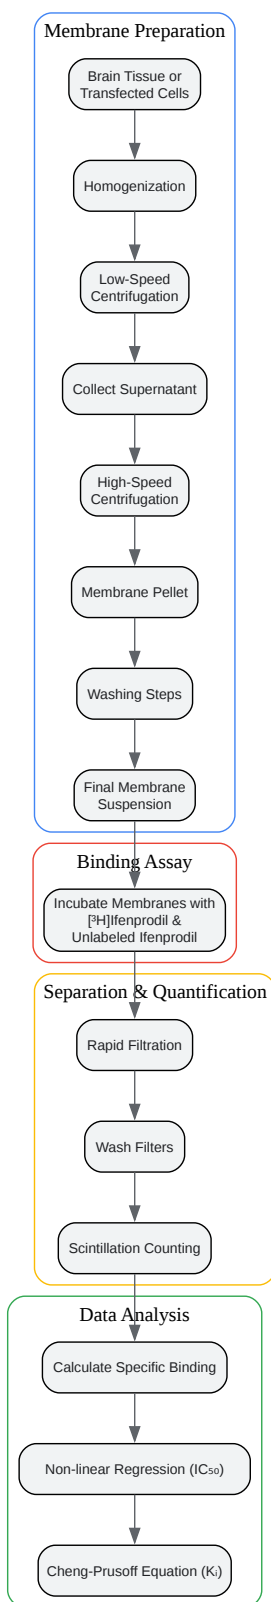 Membrane Preparation
Brain Tissue or
Transfected Cells
Homogenization
Low-Speed
Centrifugation
Collect Supernatant
High-Speed
Centrifugation
Membrane Pellet
Washing Steps
Final Membrane
Suspension
Binding Assay
Incubate Membranes with
[³H]Ifenprodil &
Unlabeled Ifenprodil
Separation & Quantification
Rapid Filtration
Wash Filters
Scintillation Counting
Data Analysis
Calculate Specific Binding
Non-linear Regression (IC₅₀)
Cheng-Prusoff Equation (Kᵢ)